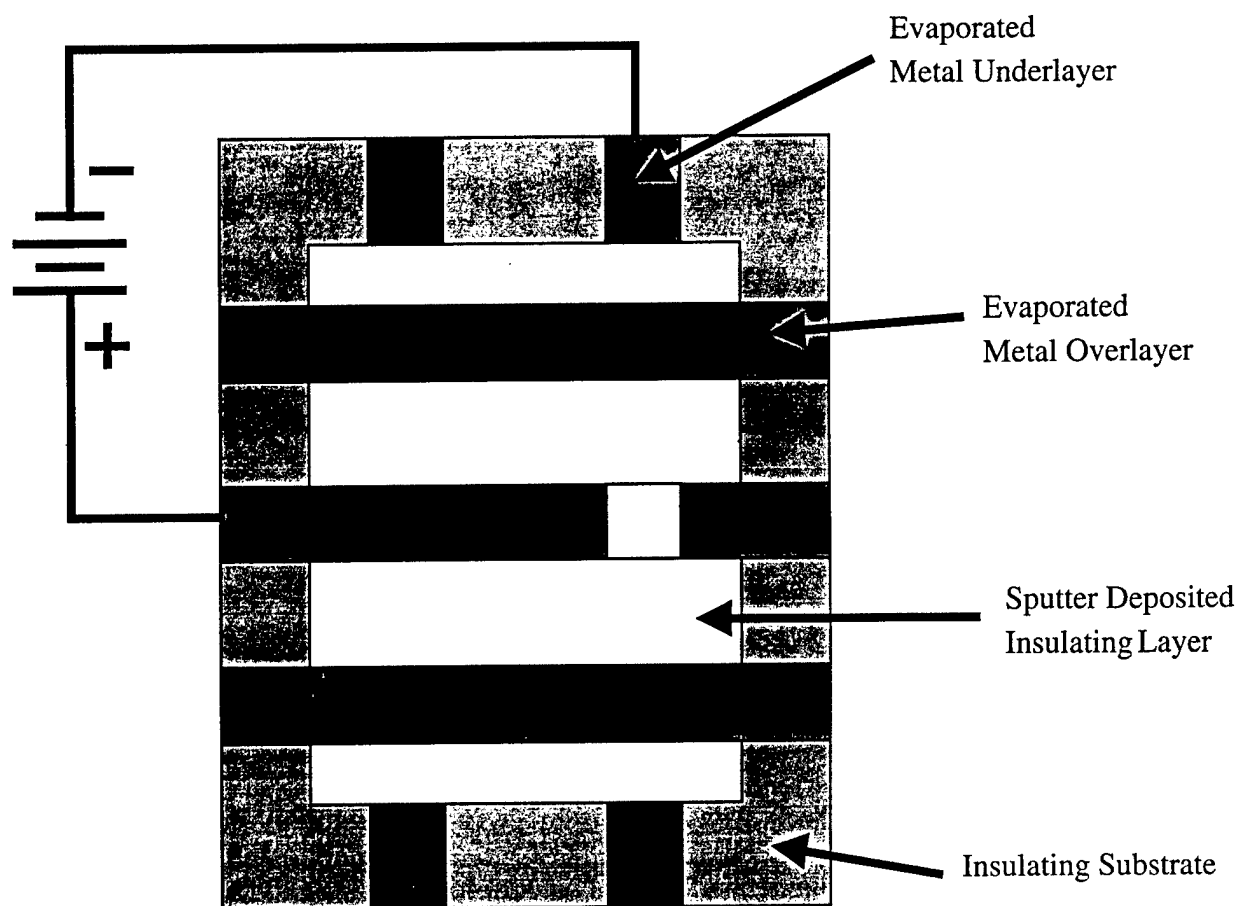 Evaporated
Metal Underlayer
−
+
Evaporated
Metal Overlayer
Sputter Deposited
Insulating Layer
Insulating Substrate